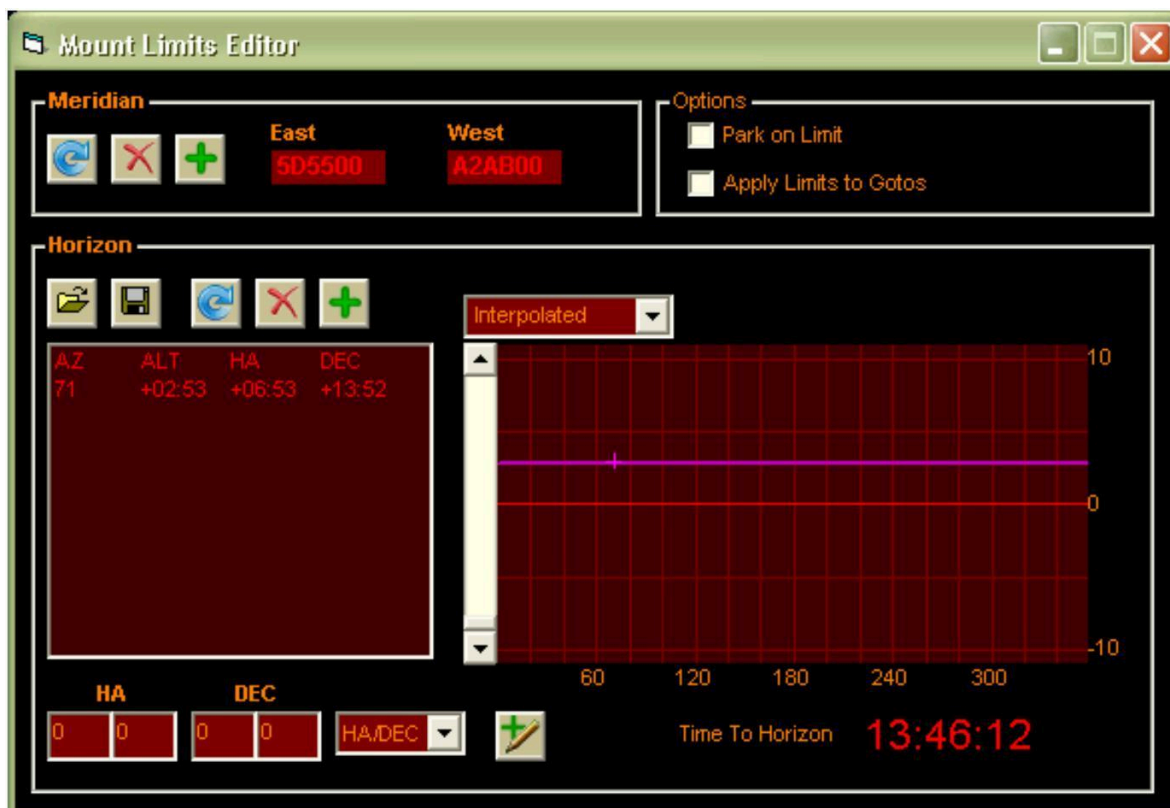 Mount Limits Editor
Meridian
East West
5D5500 A2AB00
Options
Park on Limit
Apply Limits to Gotos
Horizon
Interpolated
AZ ALT HA DEC
71 +02:53 +06:53 +13:52
10
0
-10
60 120 180 240 300
HA DEC
0 0 0 0 HA/DEC
Time To Horizon 13:46:12